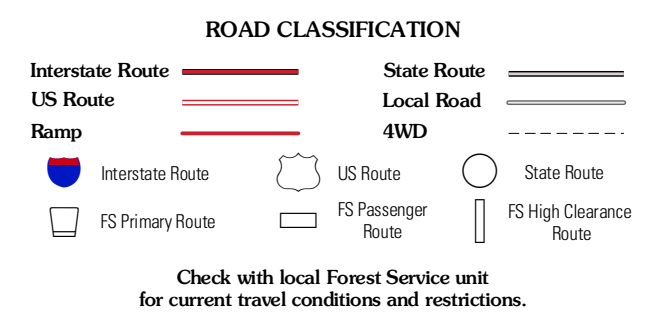 ROAD CLASSIFICATION
Interstate Route
State Route
US Route
Local Road
Ramp
4WD
Interstate Route
US Route
State Route
FS Primary Route
FS Passenger
Route
FS High Clearance
Route
Check with local Forest Service unit
for current travel conditions and restrictions.